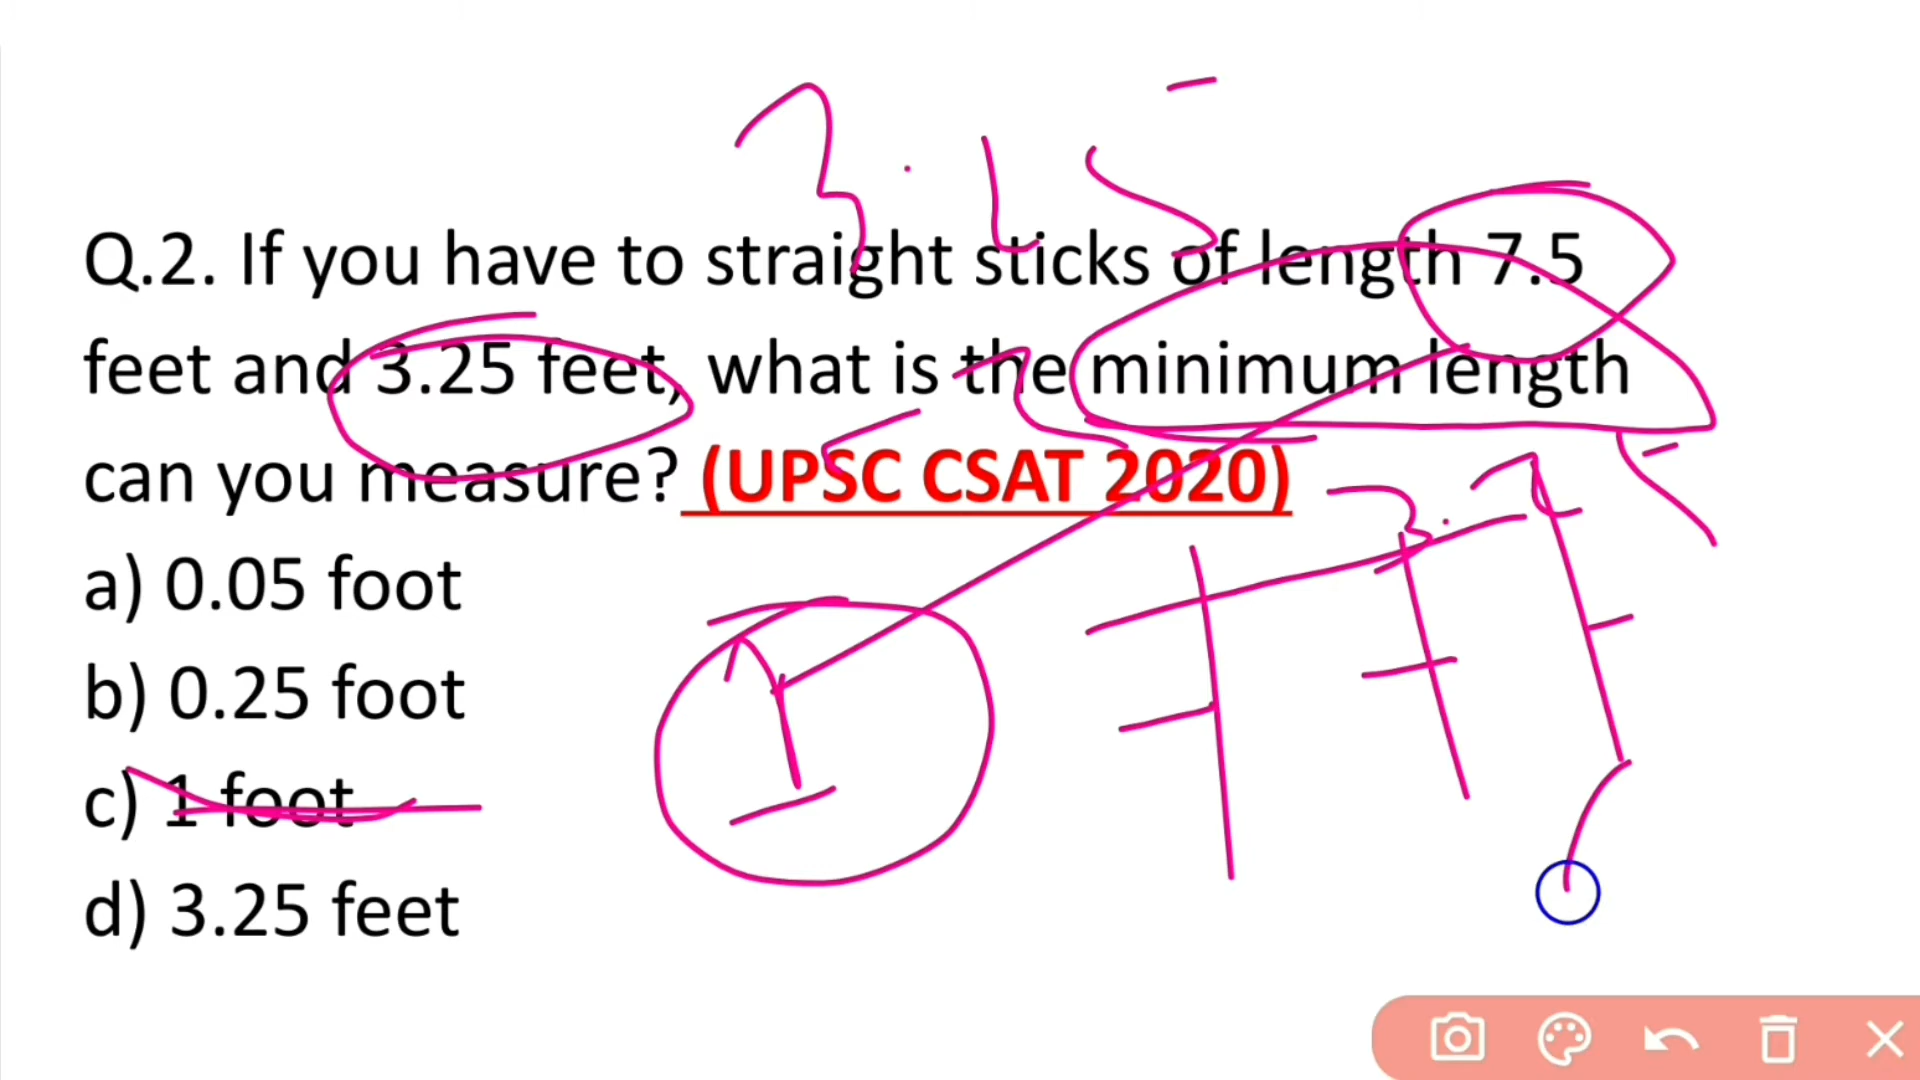 3.25
Q.2. If you have to straight sticks of length 7.5
feet and 3.25 feet, what is the minimum length
can you measure? (UPSC CSAT 2020)
a) 0.05 foot
b) 0.25 foot
c) 1 foot
d) 3.25 feet